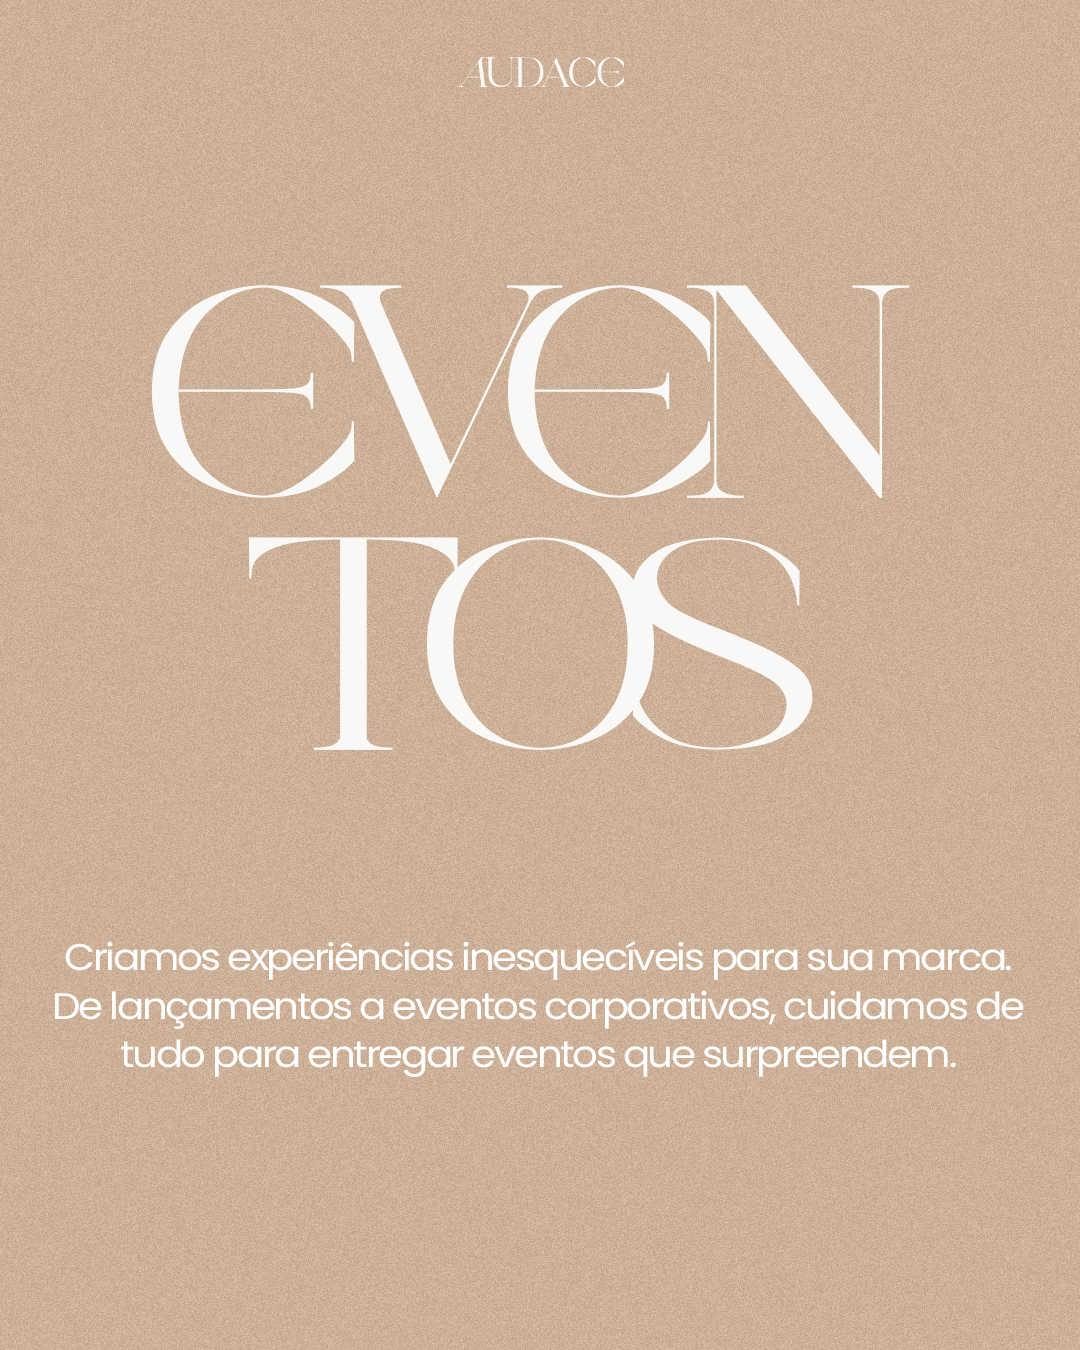 AUDACE
EVEN
TOS
Criamos experiências inesquecíveis para sua marca.
De lançamentos a eventos corporativos, cuidamos de
tudo para entregar eventos que surpreendem.